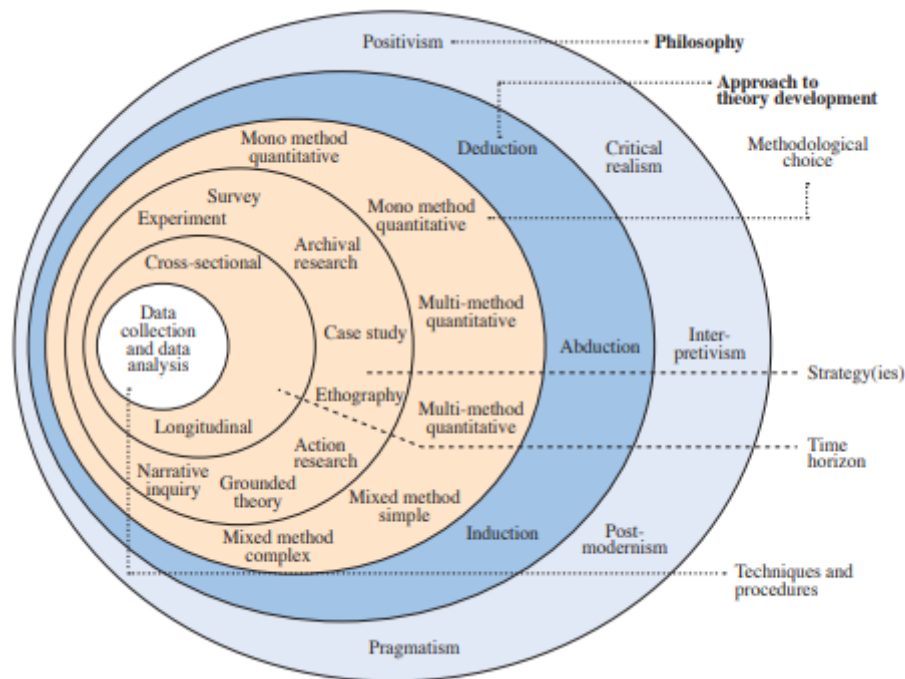 Positivism
Philosophy
Approach to
theory development
Mono method
quantitative
Deduction
Critical
realism
Methodological
choice
Survey
Mono method
quantitative
Experiment
Archival
research
Cross-sectional
Data
collection
and data
analysis
Multi-method
quantitative
Case study
Abduction
Inter-
pretivism
Strategy(ies)
Ethography
Multi-method
quantitative
Longitudinal
Time
horizon
Action
research
Narrative
inquiry
Grounded
theory
Mixed method
simple
Mixed method
complex
Induction
Post-
modernism
Techniques and
procedures
Pragmatism